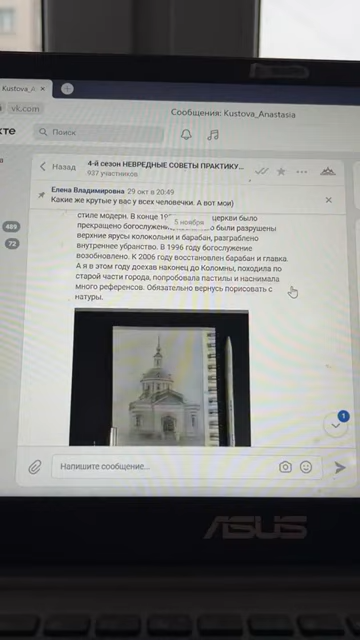 Kustova_A
vk.com
Сообщения: Kustova_Anastasia
кте
Поиск
Назад
4-й сезон НЕВРЕДНЫЕ СОВЕТЫ ПРАКТИКУ...
937 участников
Елена Владимировна 29 окт в 20:49
Какие же крутые у вас у всех человечки. А вот мои)
489
72
стиле модерн. В конце церкви было
5 ноября
прекращено богослужение, были разрушены
верхние ярусы колокольни и барабан, разграблено
внутреннее убранство. В 1996 году богослужение
возобновлено. К 2006 году восстановлен барабан и главка.
А я в этом году доехав наконец до Коломны, походила по
старой части города, попробовала пастилы и наснимала
много референсов. Обязательно вернусь порисовать с
натуры.
1
Напишите сообщение...
ASUS